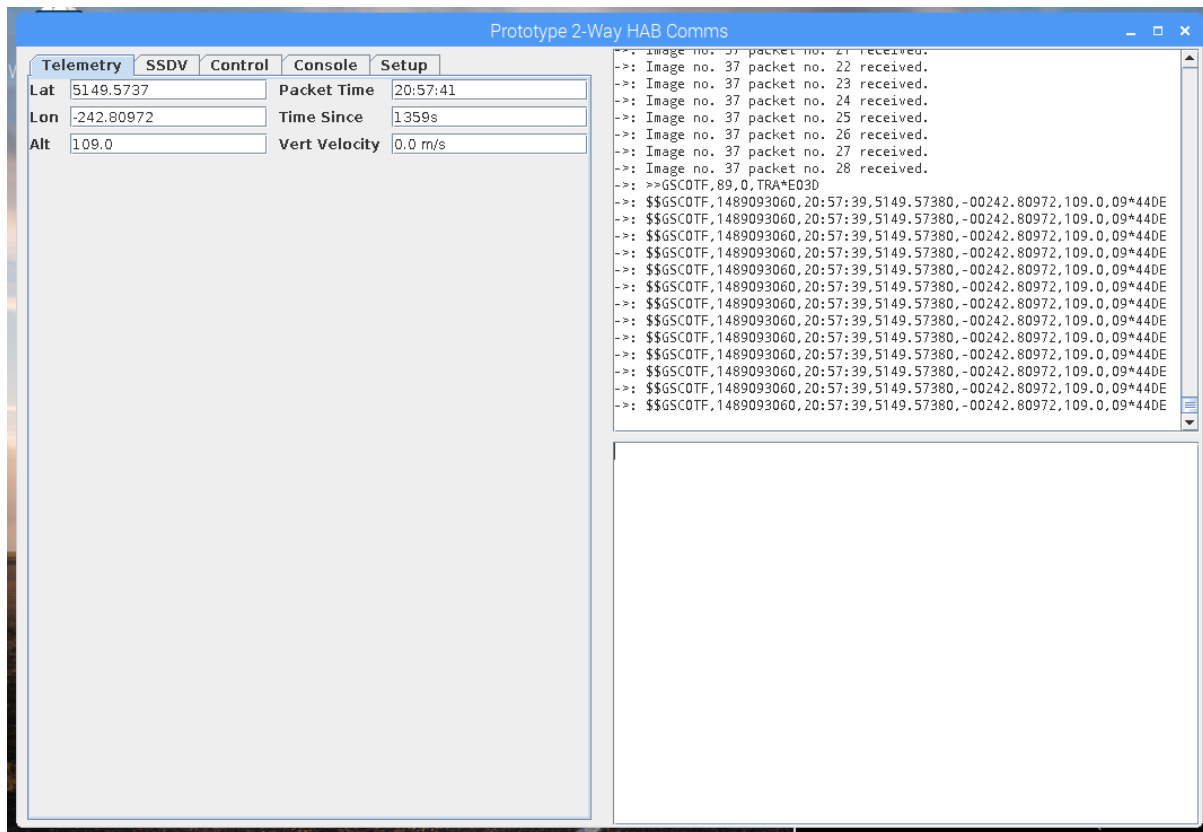 Prototype 2-Way HAB Comms
Telemetry SSDV Control Console Setup
Lat 5149.5737 Packet Time 20:57:41
Lon -242.80972 Time Since 1359s
Alt 109.0 Vert Velocity 0.0 m/s
->: Image no. 37 packet no. 21 received.
->: Image no. 37 packet no. 22 received.
->: Image no. 37 packet no. 23 received.
->: Image no. 37 packet no. 24 received.
->: Image no. 37 packet no. 25 received.
->: Image no. 37 packet no. 26 received.
->: Image no. 37 packet no. 27 received.
->: Image no. 37 packet no. 28 received.
->: >>GSCOTF,89,0,TRA*E03D
->: $$GSCOTF,1489093060,20:57:39,5149.57380,-00242.80972,109.0,09*44DE
->: $$GSCOTF,1489093060,20:57:39,5149.57380,-00242.80972,109.0,09*44DE
->: $$GSCOTF,1489093060,20:57:39,5149.57380,-00242.80972,109.0,09*44DE
->: $$GSCOTF,1489093060,20:57:39,5149.57380,-00242.80972,109.0,09*44DE
->: $$GSCOTF,1489093060,20:57:39,5149.57380,-00242.80972,109.0,09*44DE
->: $$GSCOTF,1489093060,20:57:39,5149.57380,-00242.80972,109.0,09*44DE
->: $$GSCOTF,1489093060,20:57:39,5149.57380,-00242.80972,109.0,09*44DE
->: $$GSCOTF,1489093060,20:57:39,5149.57380,-00242.80972,109.0,09*44DE
->: $$GSCOTF,1489093060,20:57:39,5149.57380,-00242.80972,109.0,09*44DE
->: $$GSCOTF,1489093060,20:57:39,5149.57380,-00242.80972,109.0,09*44DE
->: $$GSCOTF,1489093060,20:57:39,5149.57380,-00242.80972,109.0,09*44DE
->: $$GSCOTF,1489093060,20:57:39,5149.57380,-00242.80972,109.0,09*44DE
->: $$GSCOTF,1489093060,20:57:39,5149.57380,-00242.80972,109.0,09*44DE